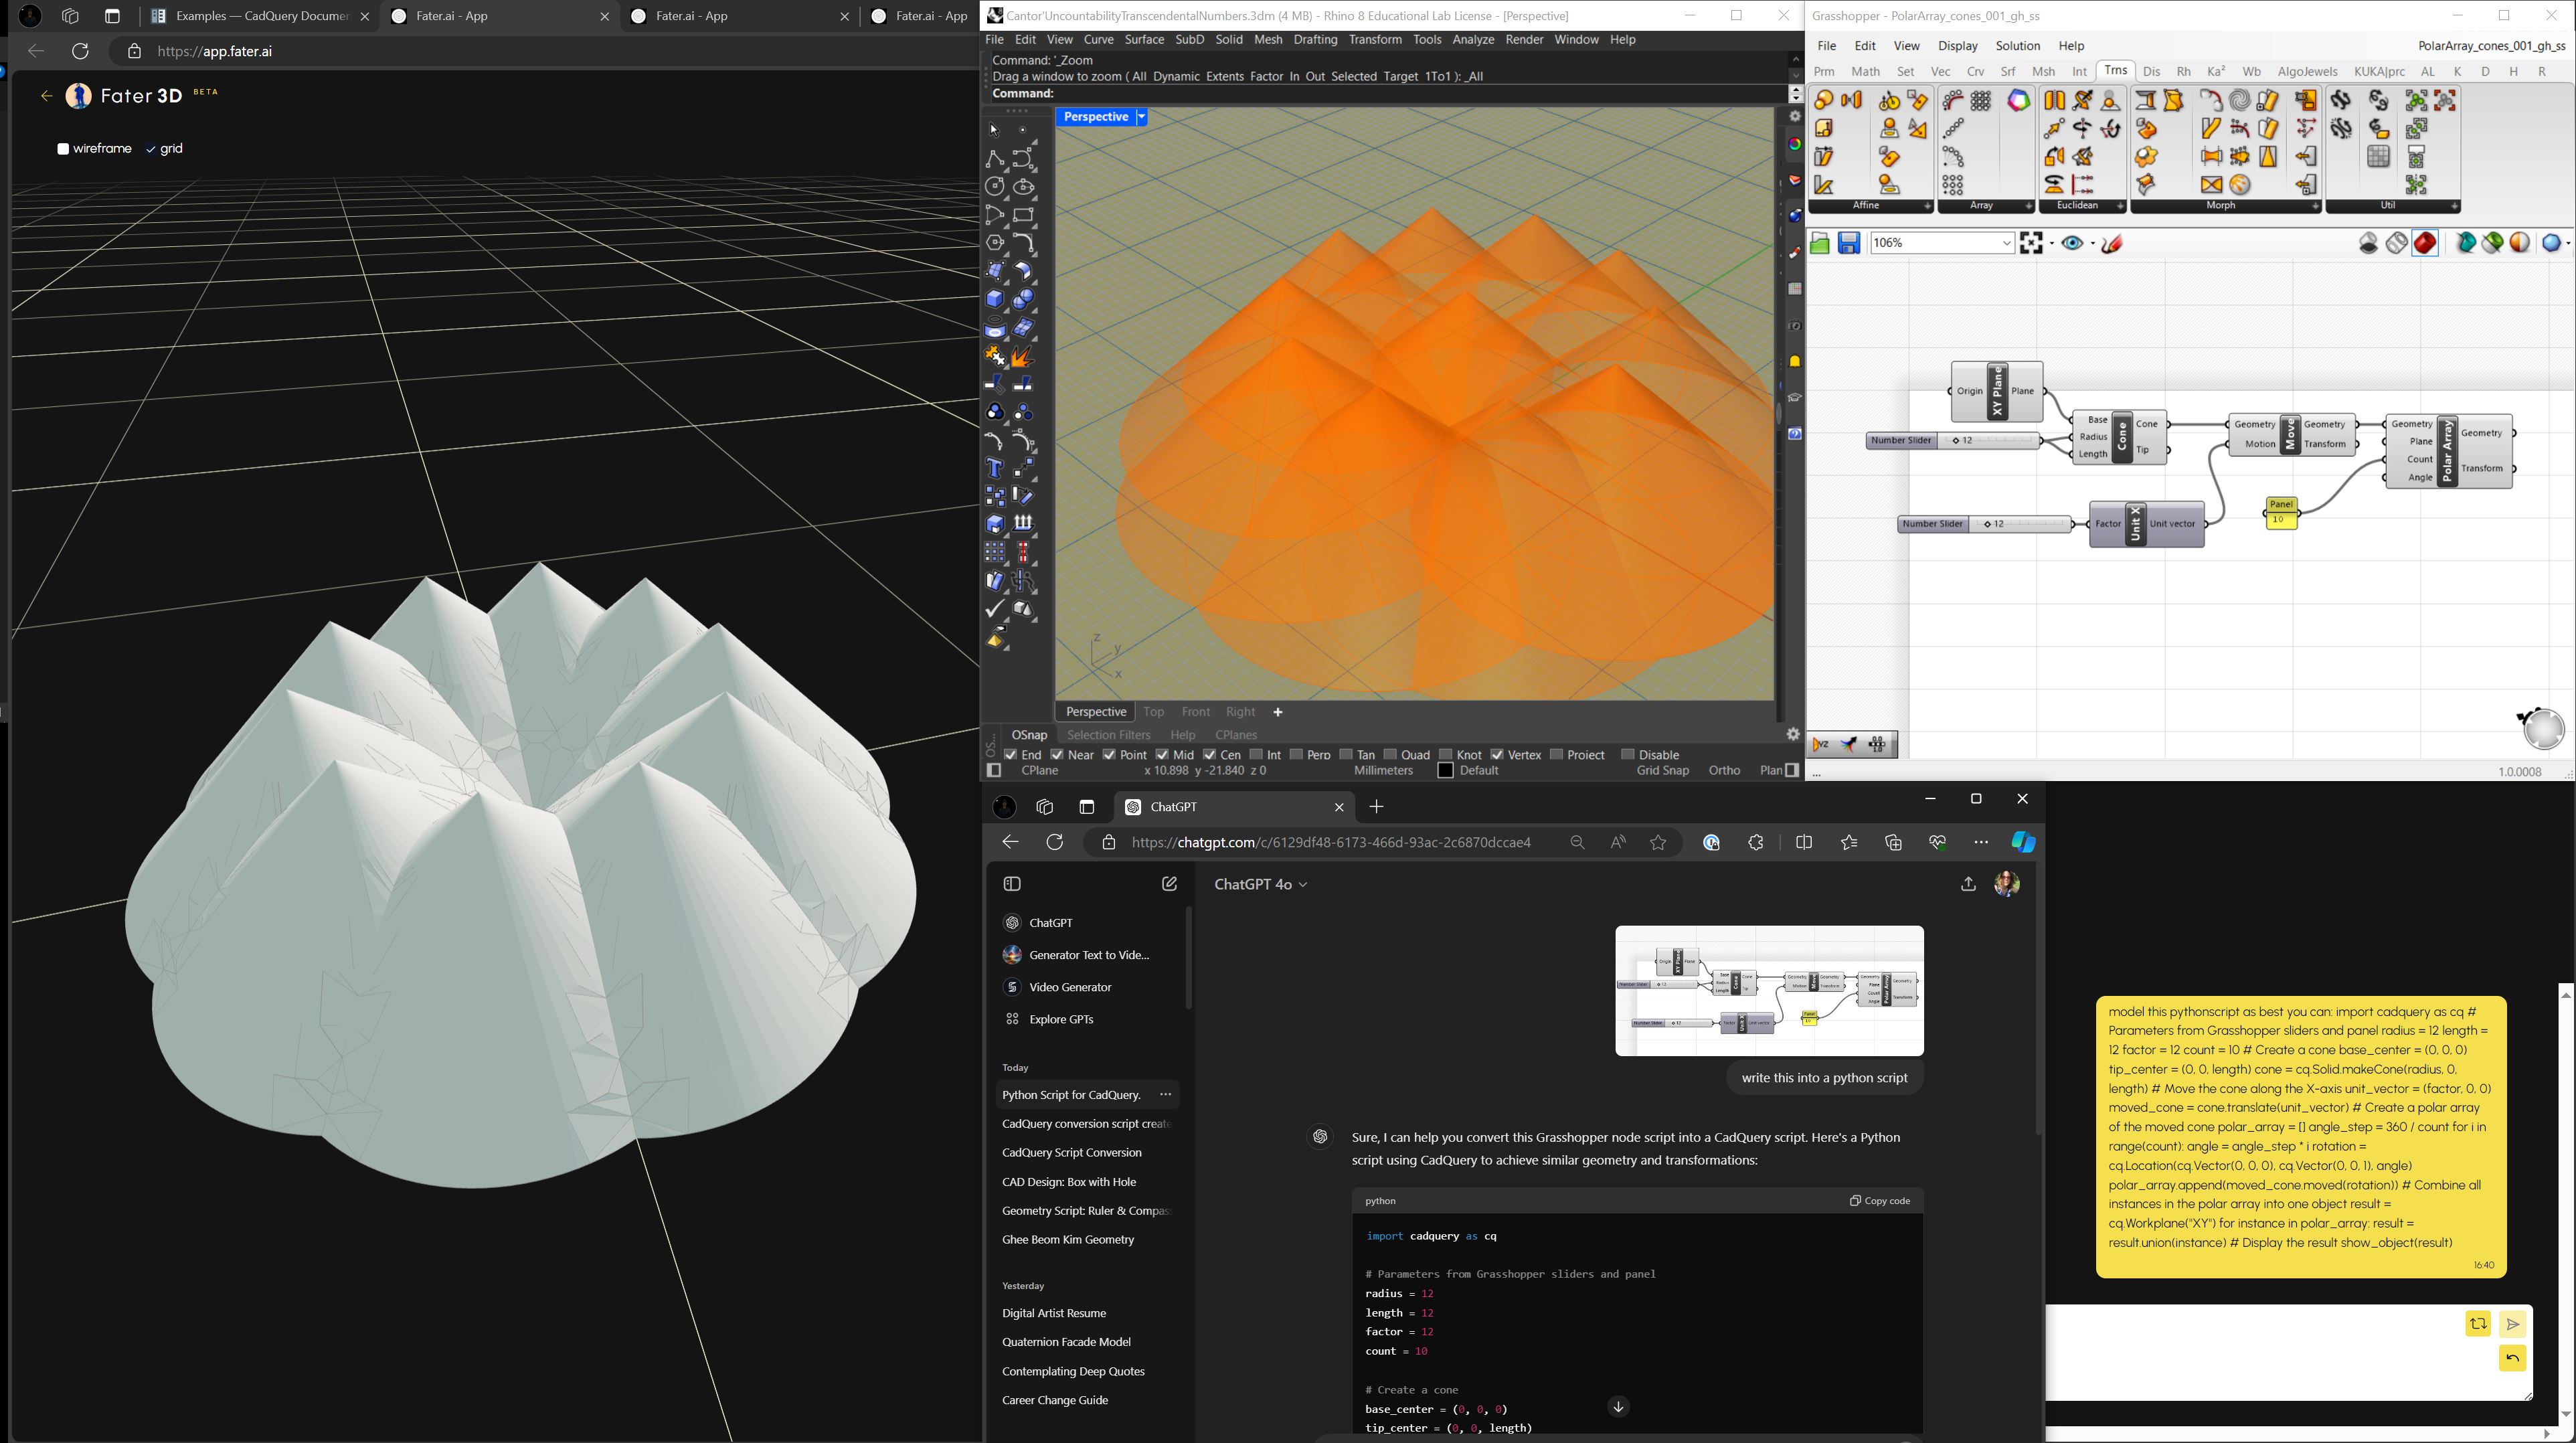 Examples — CadQuery Documen
Fater.ai - App
Fater.ai - App
Fater.ai - App
https://app.fater.ai
Fater 3D BETA
wireframe grid
Cantor'UncountabilityTranscendentalNumbers.3dm (4 MB) - Rhino 8 Educational Lab License - [Perspective]
File Edit View Curve Surface SubD Solid Mesh Drafting Transform Tools Analyze Render Window Help
Command: '_Zoom
Drag a window to zoom ( All Dynamic Extents Factor In Out Selected Target 1To1 ): _All
Command:
Perspective
z
y
x
Perspective Top Front Right
OSnap Selection Filters Help CPlanes
OS...
End Near Point Mid Cen Int Perp Tan Quad Knot Vertex Project Disable
CPlane x 10.898 y -21.840 z 0 Millimeters Default Grid Snap Ortho Plan
Grasshopper - PolarArray_cones_001_gh_ss
File Edit View Display Solution Help PolarArray_cones_001_gh_ss
Prm Math Set Vec Crv Srf Msh Int Trns Dis Rh Ka² Wb AlgoJewels KUKA|prc AL K D H R
Affine Array Euclidean Morph Util
106%
Origin XY Plane Plane
Number Slider 12
Base Radius Length Cone Cone Tip
Geometry Motion Move Geometry Transform
Geometry Plane Count Angle Polar Array Geometry Transform
Number Slider 12
Factor Unit X Unit vector
Panel
10
...
1.0.0008
ChatGPT
https://chatgpt.com/c/6129df48-6173-466d-93ac-2c6870dccae4
ChatGPT
Generator Text to Vide...
Video Generator
Explore GPTs
Today
Python Script for CadQuery.
CadQuery conversion script create
CadQuery Script Conversion
CAD Design: Box with Hole
Geometry Script: Ruler & Compas
Ghee Beom Kim Geometry
Yesterday
Digital Artist Resume
Quaternion Facade Model
Contemplating Deep Quotes
Career Change Guide
ChatGPT 4o
write this into a python script
Sure, I can help you convert this Grasshopper node script into a CadQuery script. Here's a Python
script using CadQuery to achieve similar geometry and transformations:
python Copy code
import cadquery as cq
# Parameters from Grasshopper sliders and panel
radius = 12
length = 12
factor = 12
count = 10
# Create a cone
base_center = (0, 0, 0)
tip_center = (0, 0, length)
model this pythonscript as best you can: import cadquery as cq #
Parameters from Grasshopper sliders and panel radius = 12 length =
12 factor = 12 count = 10 # Create a cone base_center = (0, 0, 0)
tip_center = (0, 0, length) cone = cq.Solid.makeCone(radius, 0,
length) # Move the cone along the X-axis unit_vector = (factor, 0, 0)
moved_cone = cone.translate(unit_vector) # Create a polar array
of the moved cone polar_array = [] angle_step = 360 / count for i in
range(count): angle = angle_step * i rotation =
cq.Location(cq.Vector(0, 0, 0), cq.Vector(0, 0, 1), angle)
polar_array.append(moved_cone.moved(rotation)) # Combine all
instances in the polar array into one object result =
cq.Workplane("XY") for instance in polar_array: result =
result.union(instance) # Display the result show_object(result)
16:40